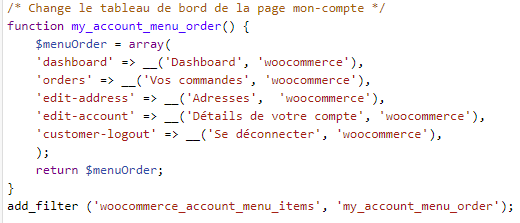 /* Change le tableau de bord de la page mon-compte */
function my_account_menu_order() {
$menuOrder = array(
'dashboard' => __('Dashboard', 'woocommerce'),
'orders' => __('Vos commandes', 'woocommerce'),
'edit-address' => __('Adresses',  'woocommerce'),
'edit-account' => __('Détails de votre compte', 'woocommerce'),
'customer-logout' => __('Se déconnecter', 'woocommerce'),
);
return $menuOrder;
}
add_filter ('woocommerce_account_menu_items', 'my_account_menu_order');